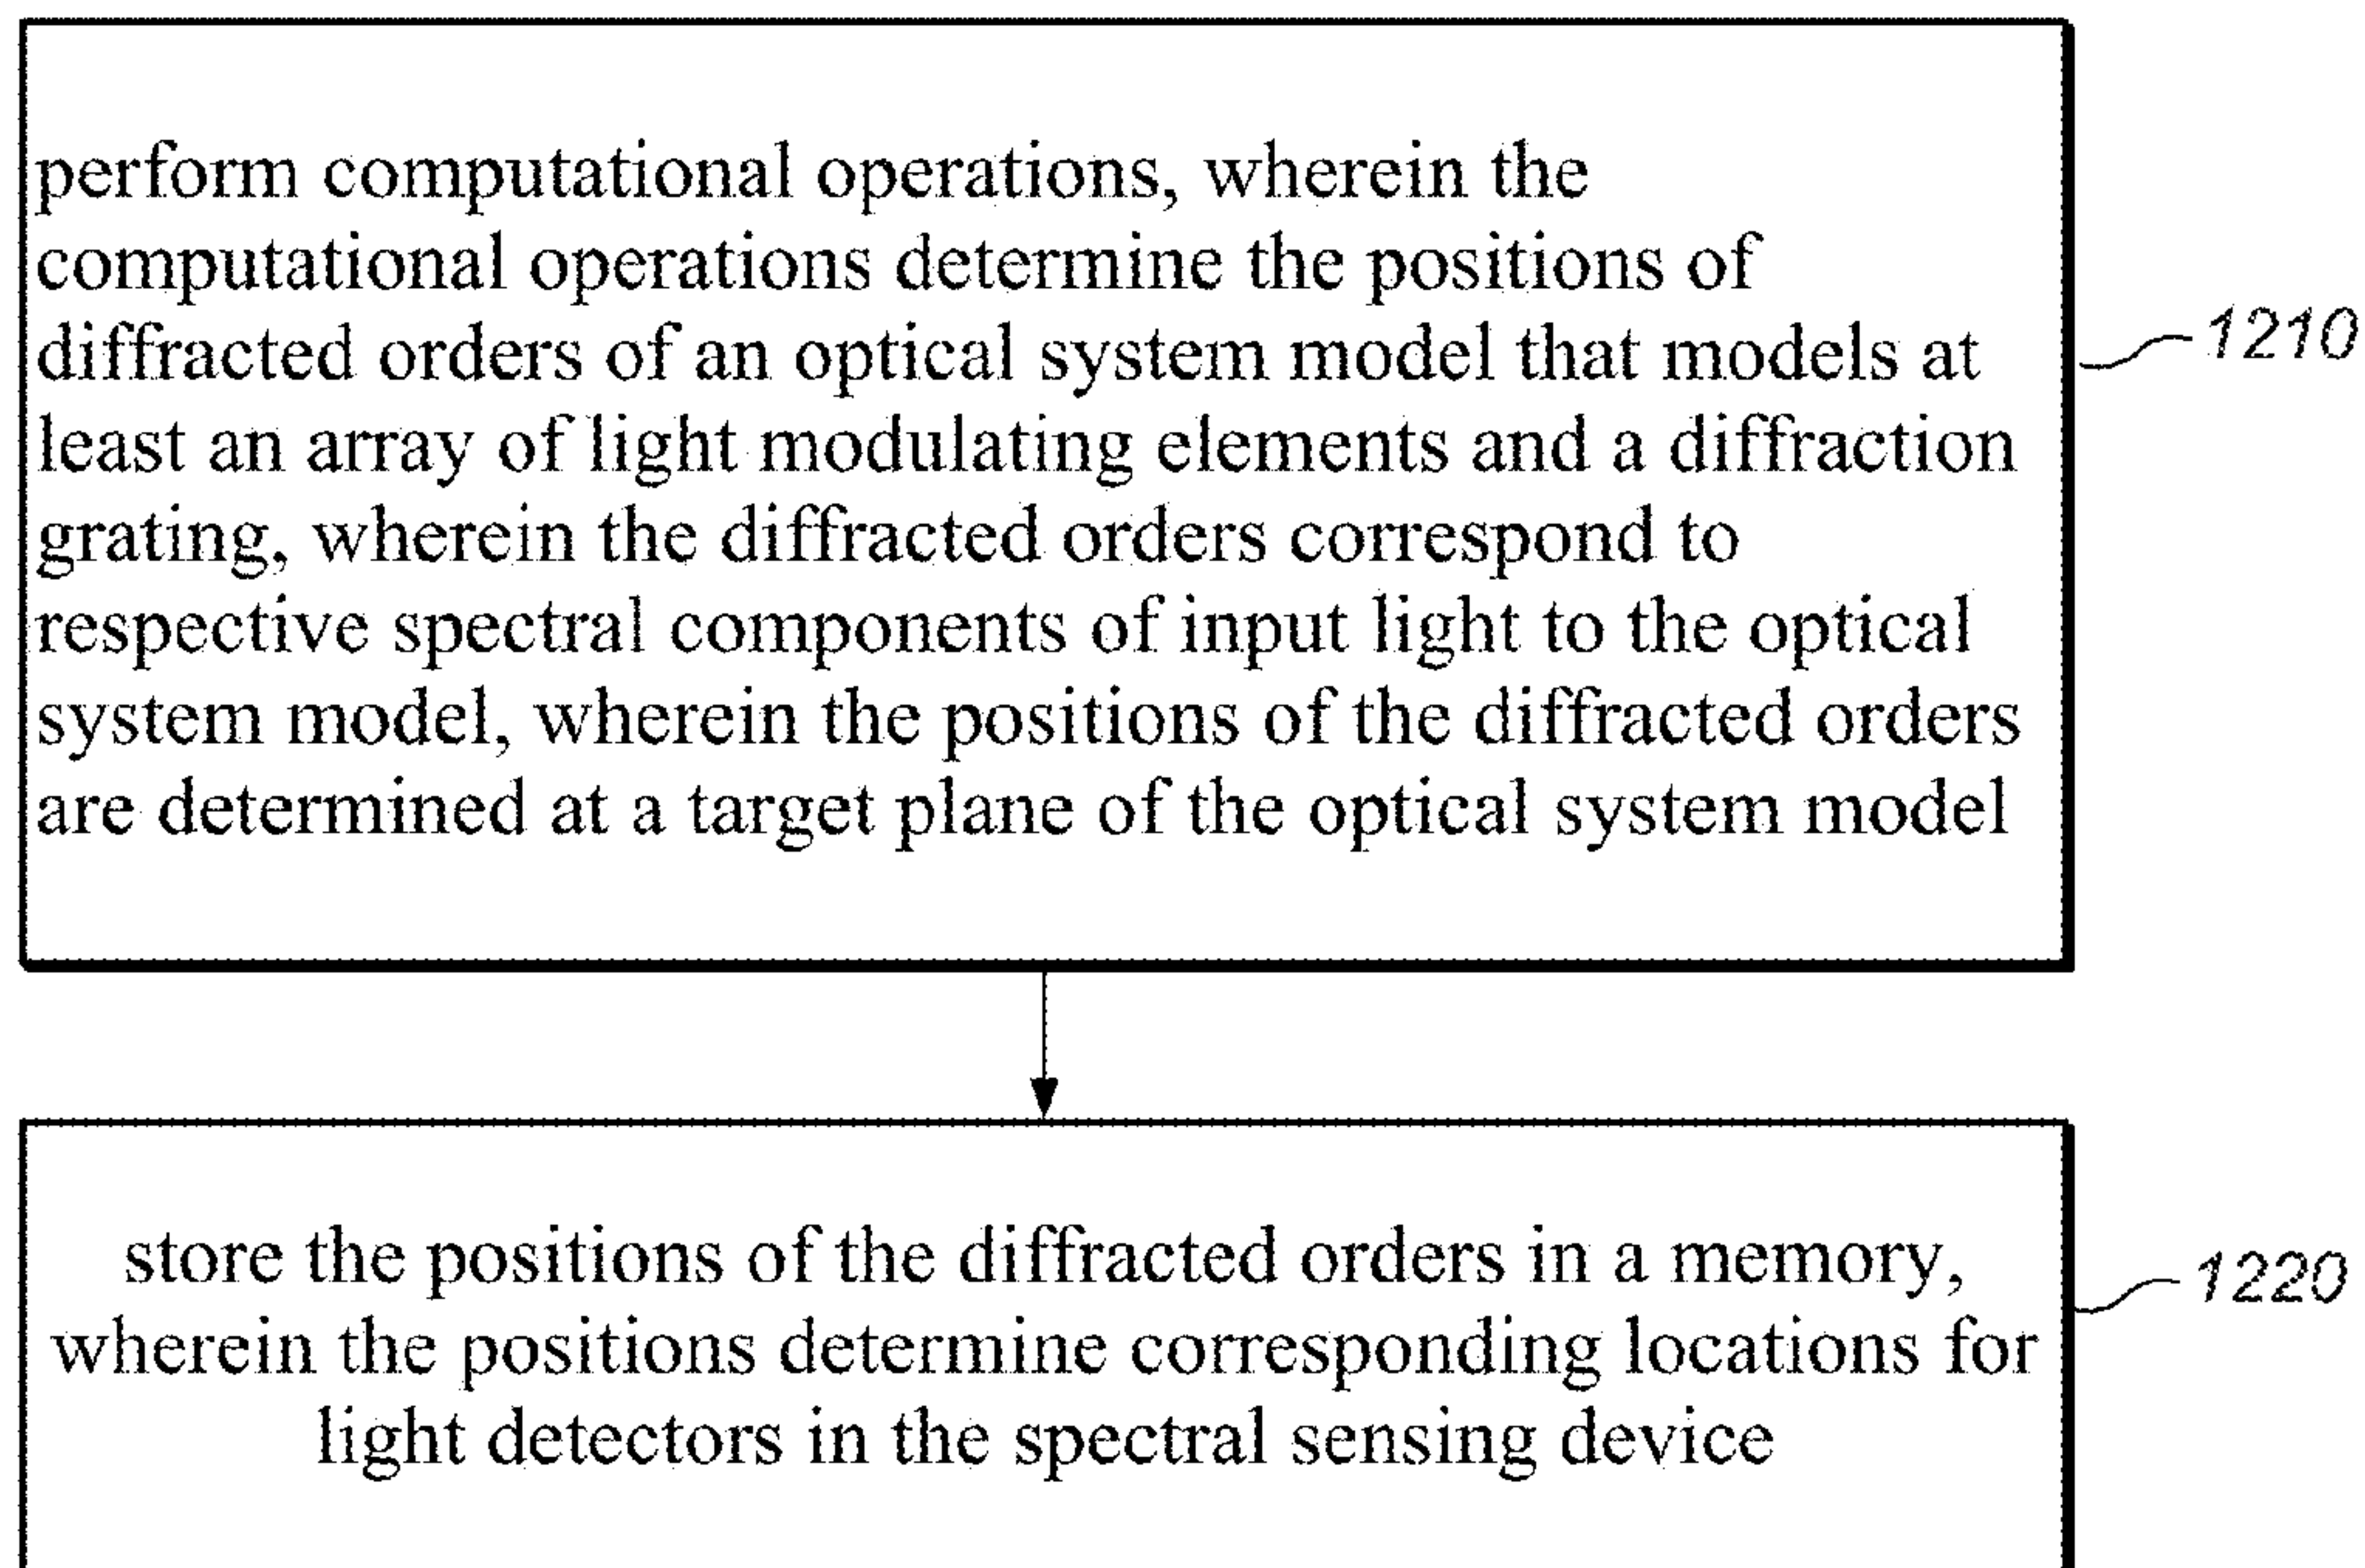 perform computational operations, wherein the
computational operations determine the positions of
diffracted orders of an optical system model that models at
least an array of light modulating elements and a diffraction
grating, wherein the diffracted orders correspond to
respective spectral components of input light to the optical
system model, wherein the positions of the diffracted orders
are determined at a target plane of the optical system model
1210
store the positions of the diffracted orders in a memory,
wherein the positions determine corresponding locations for
light detectors in the spectral sensing device
1220